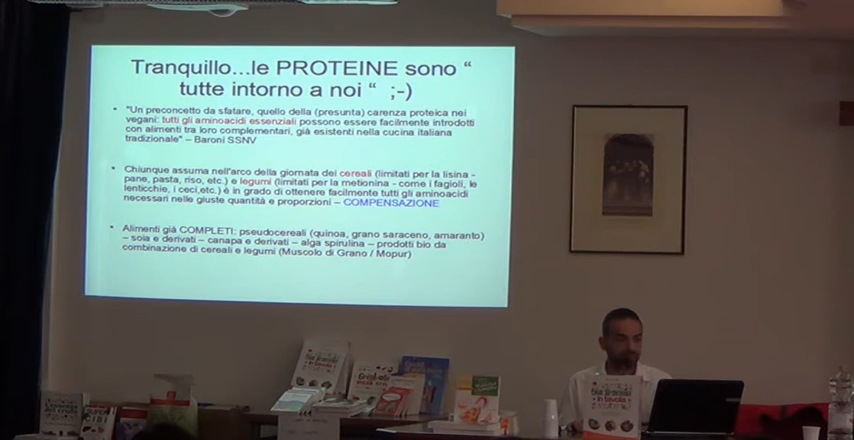 Tranquillo...le PROTEINE sono “
tutte intorno a noi “ ;-)
• "Un preconcetto da sfatare, quello della (presunta) carenza proteica nei
vegani: tutti gli aminoacidi essenziali possono essere facilmente introdotti
con alimenti tra loro complementari, già esistenti nella cucina italiana
tradizionale" – Baroni SSNV
• Chiunque assuma nell'arco della giornata dei cereali (limitati per la lisina -
pane, pasta, riso, etc.) e legumi (limitati per la metionina - come i fagioli, le
lenticchie, i ceci,etc.) è in grado di ottenere facilmente tutti gli aminoacidi
necessari nelle giuste quantità e proporzioni – COMPENSAZIONE
• Alimenti già COMPLETI: pseudocereali (quinoa, grano saraceno, amaranto)
– soia e derivati – canapa e derivati – alga spirulina – prodotti bio da
combinazione di cereali e legumi (Muscolo di Grano / Mopur)
in tavola
CIBI
in tavola